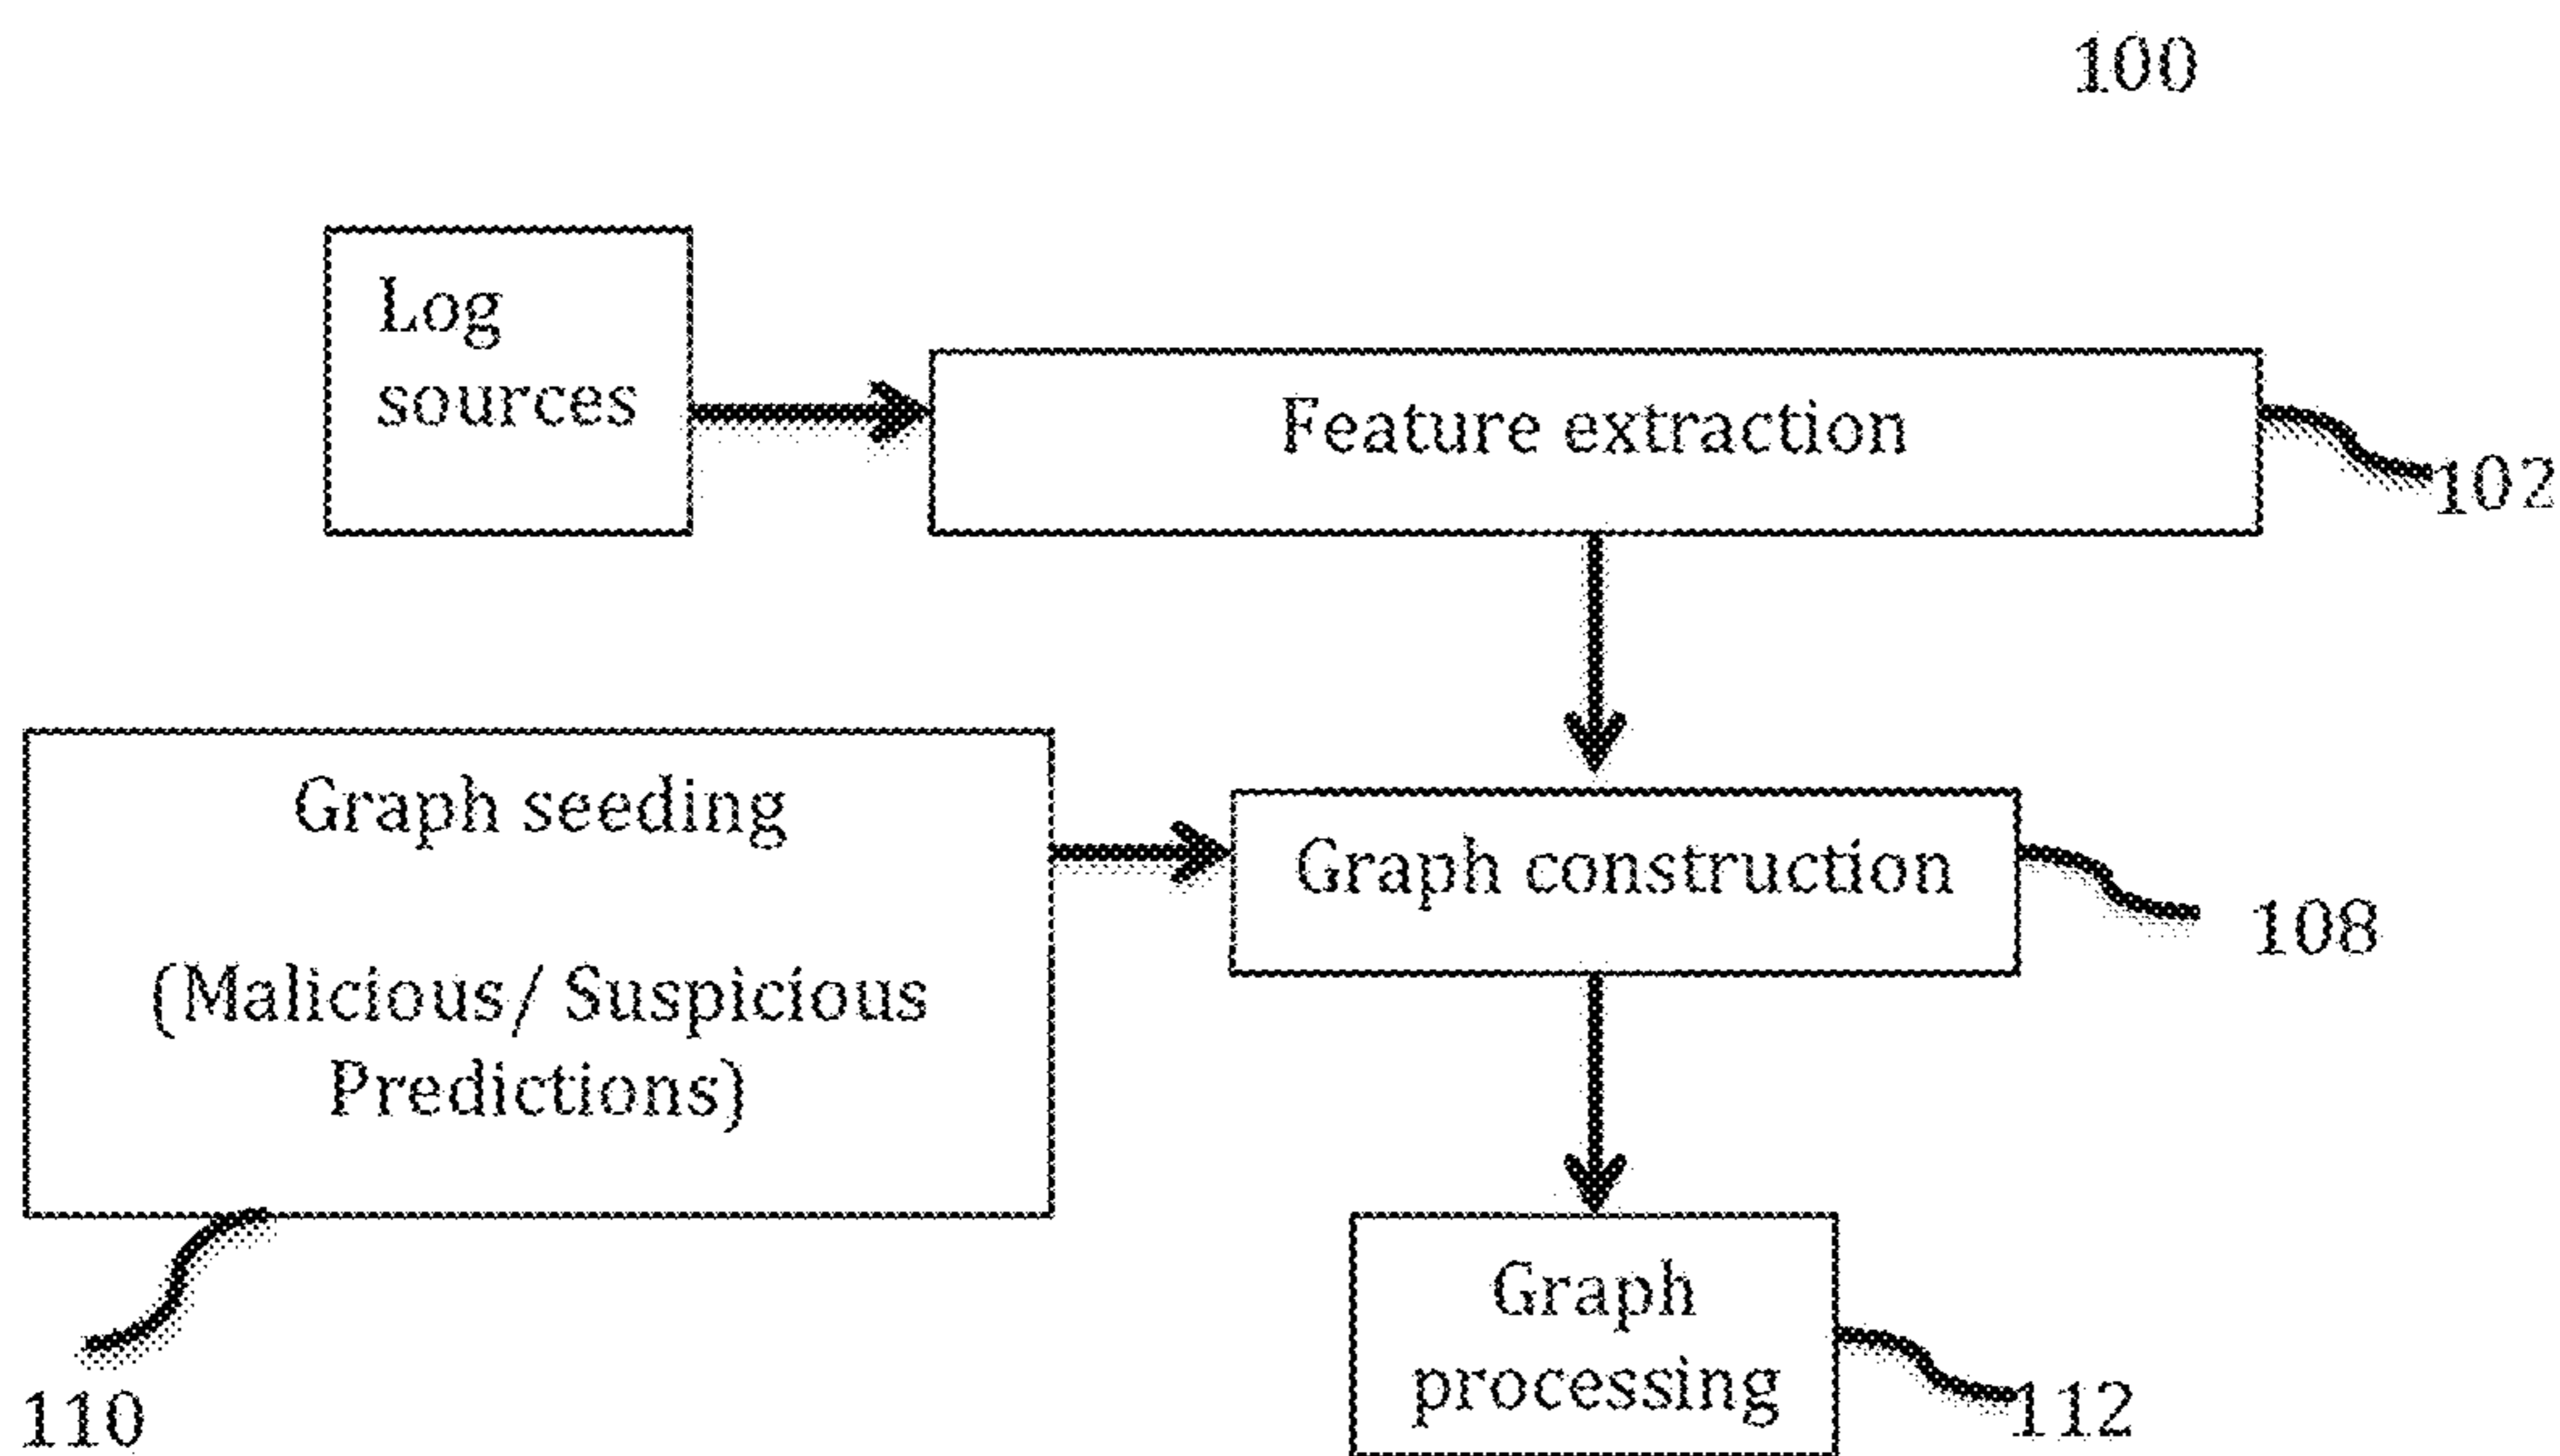 100
Log
sources
Feature extraction
102
Graph seeding
(Malicious/ Suspicious
Predictions)
Graph construction
108
Graph
processing
110
112